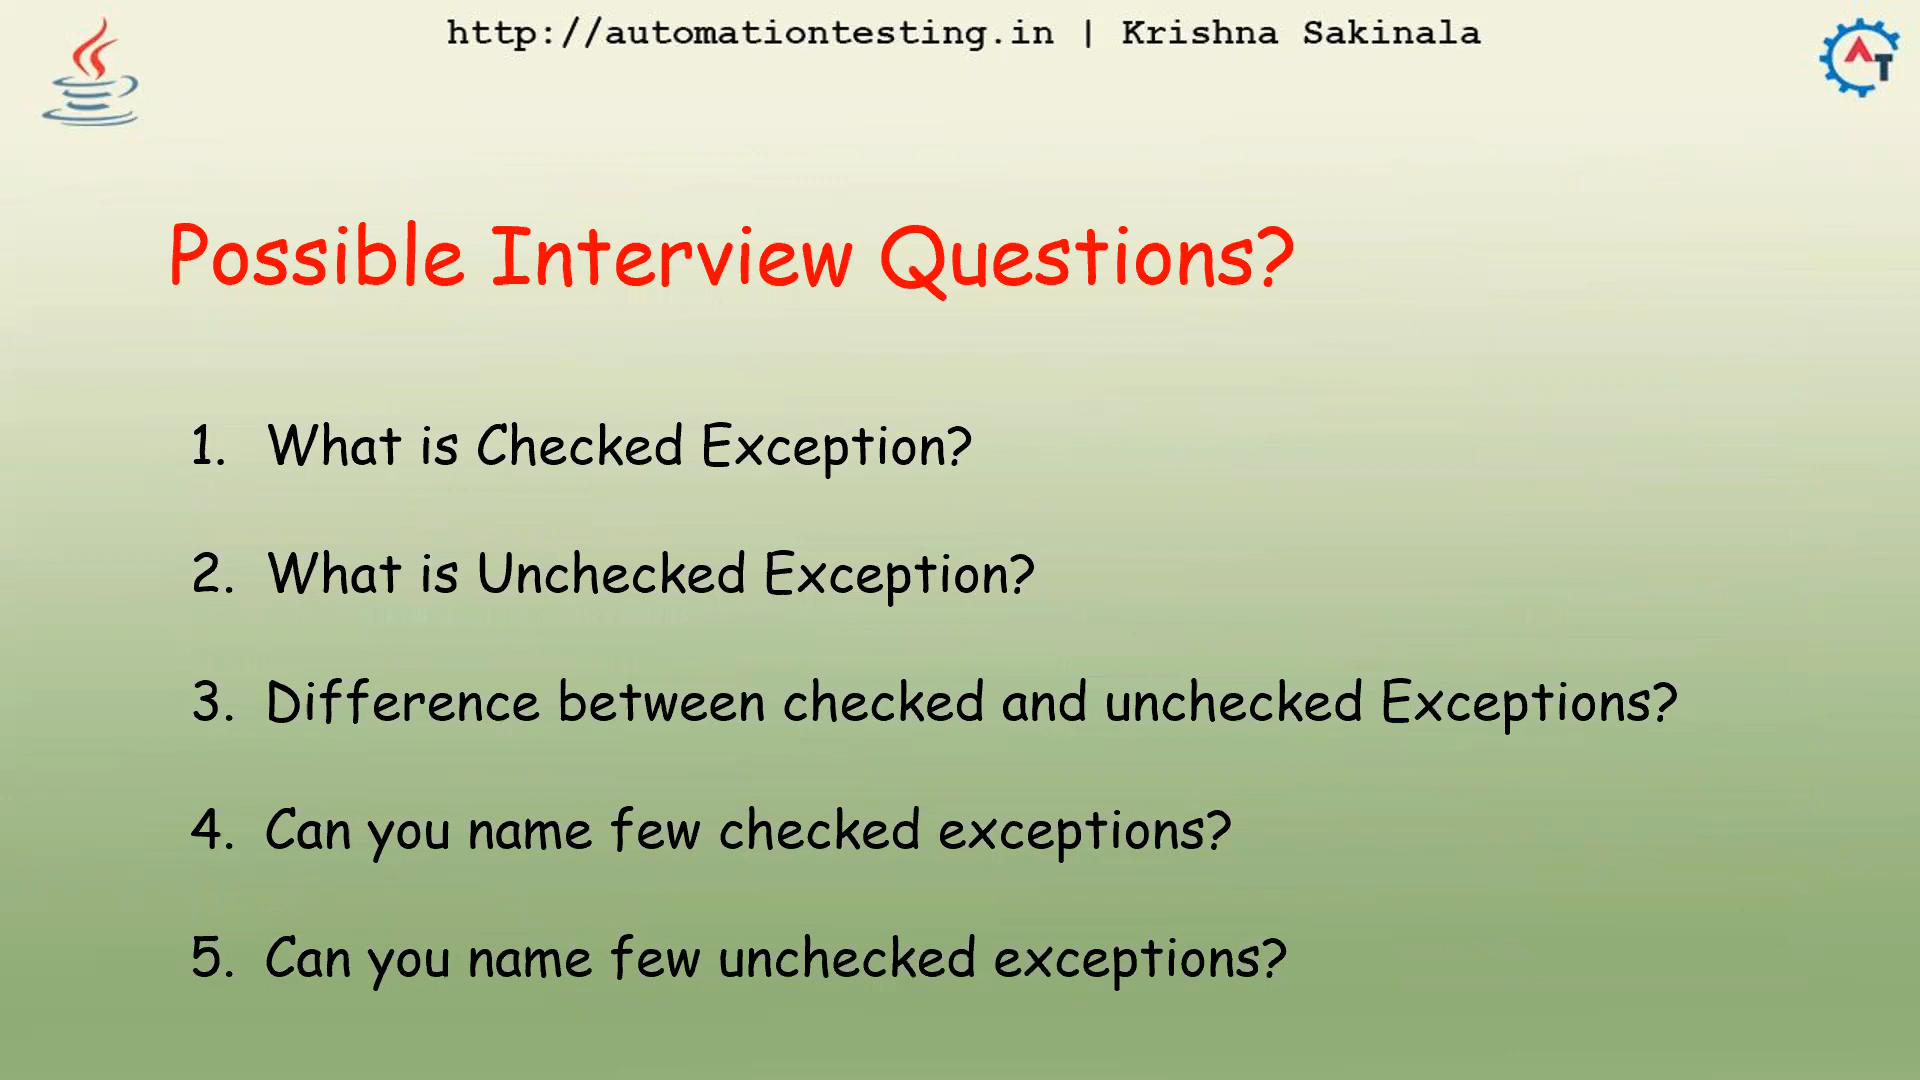 http://automationtesting.in | Krishna Sakinala
AT
Possible Interview Questions?
1. What is Checked Exception?
2. What is Unchecked Exception?
3. Difference between checked and unchecked Exceptions?
4. Can you name few checked exceptions?
5. Can you name few unchecked exceptions?